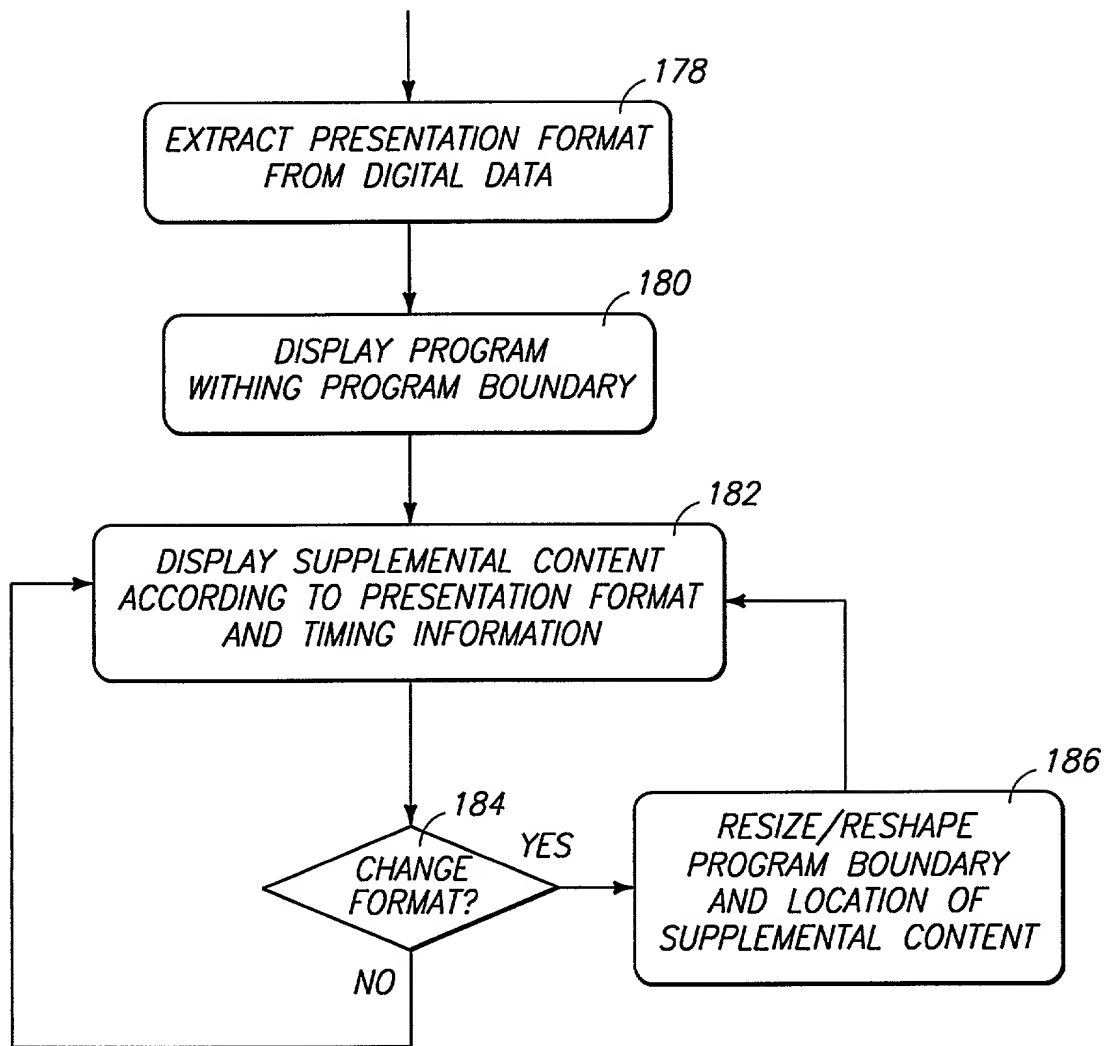 178
EXTRACT PRESENTATION FORMAT
FROM DIGITAL DATA
180
DISPLAY PROGRAM
WITHING PROGRAM BOUNDARY
182
DISPLAY SUPPLEMENTAL CONTENT
ACCORDING TO PRESENTATION FORMAT
AND TIMING INFORMATION
184
CHANGE
FORMAT?
YES
NO
186
RESIZE/RESHAPE
PROGRAM BOUNDARY
AND LOCATION OF
SUPPLEMENTAL CONTENT